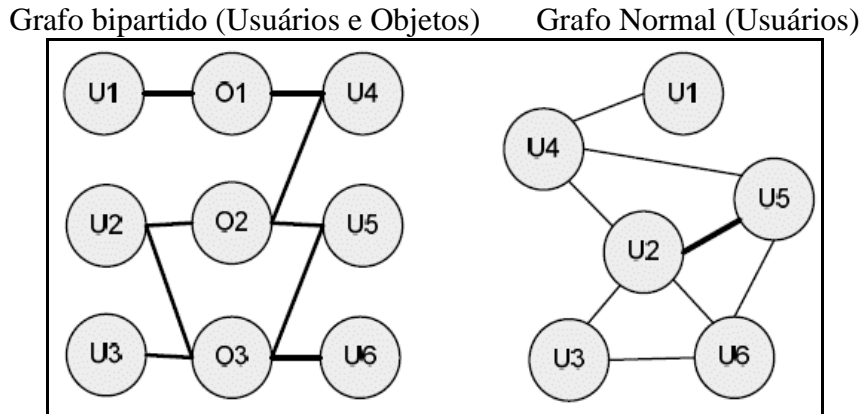 Grafo bipartido (Usuários e Objetos) Grafo Normal (Usuários)
U1 O1 U4
U2 O2 U5
U3 O3 U6
U1
U4
U5
U2
U3
U6